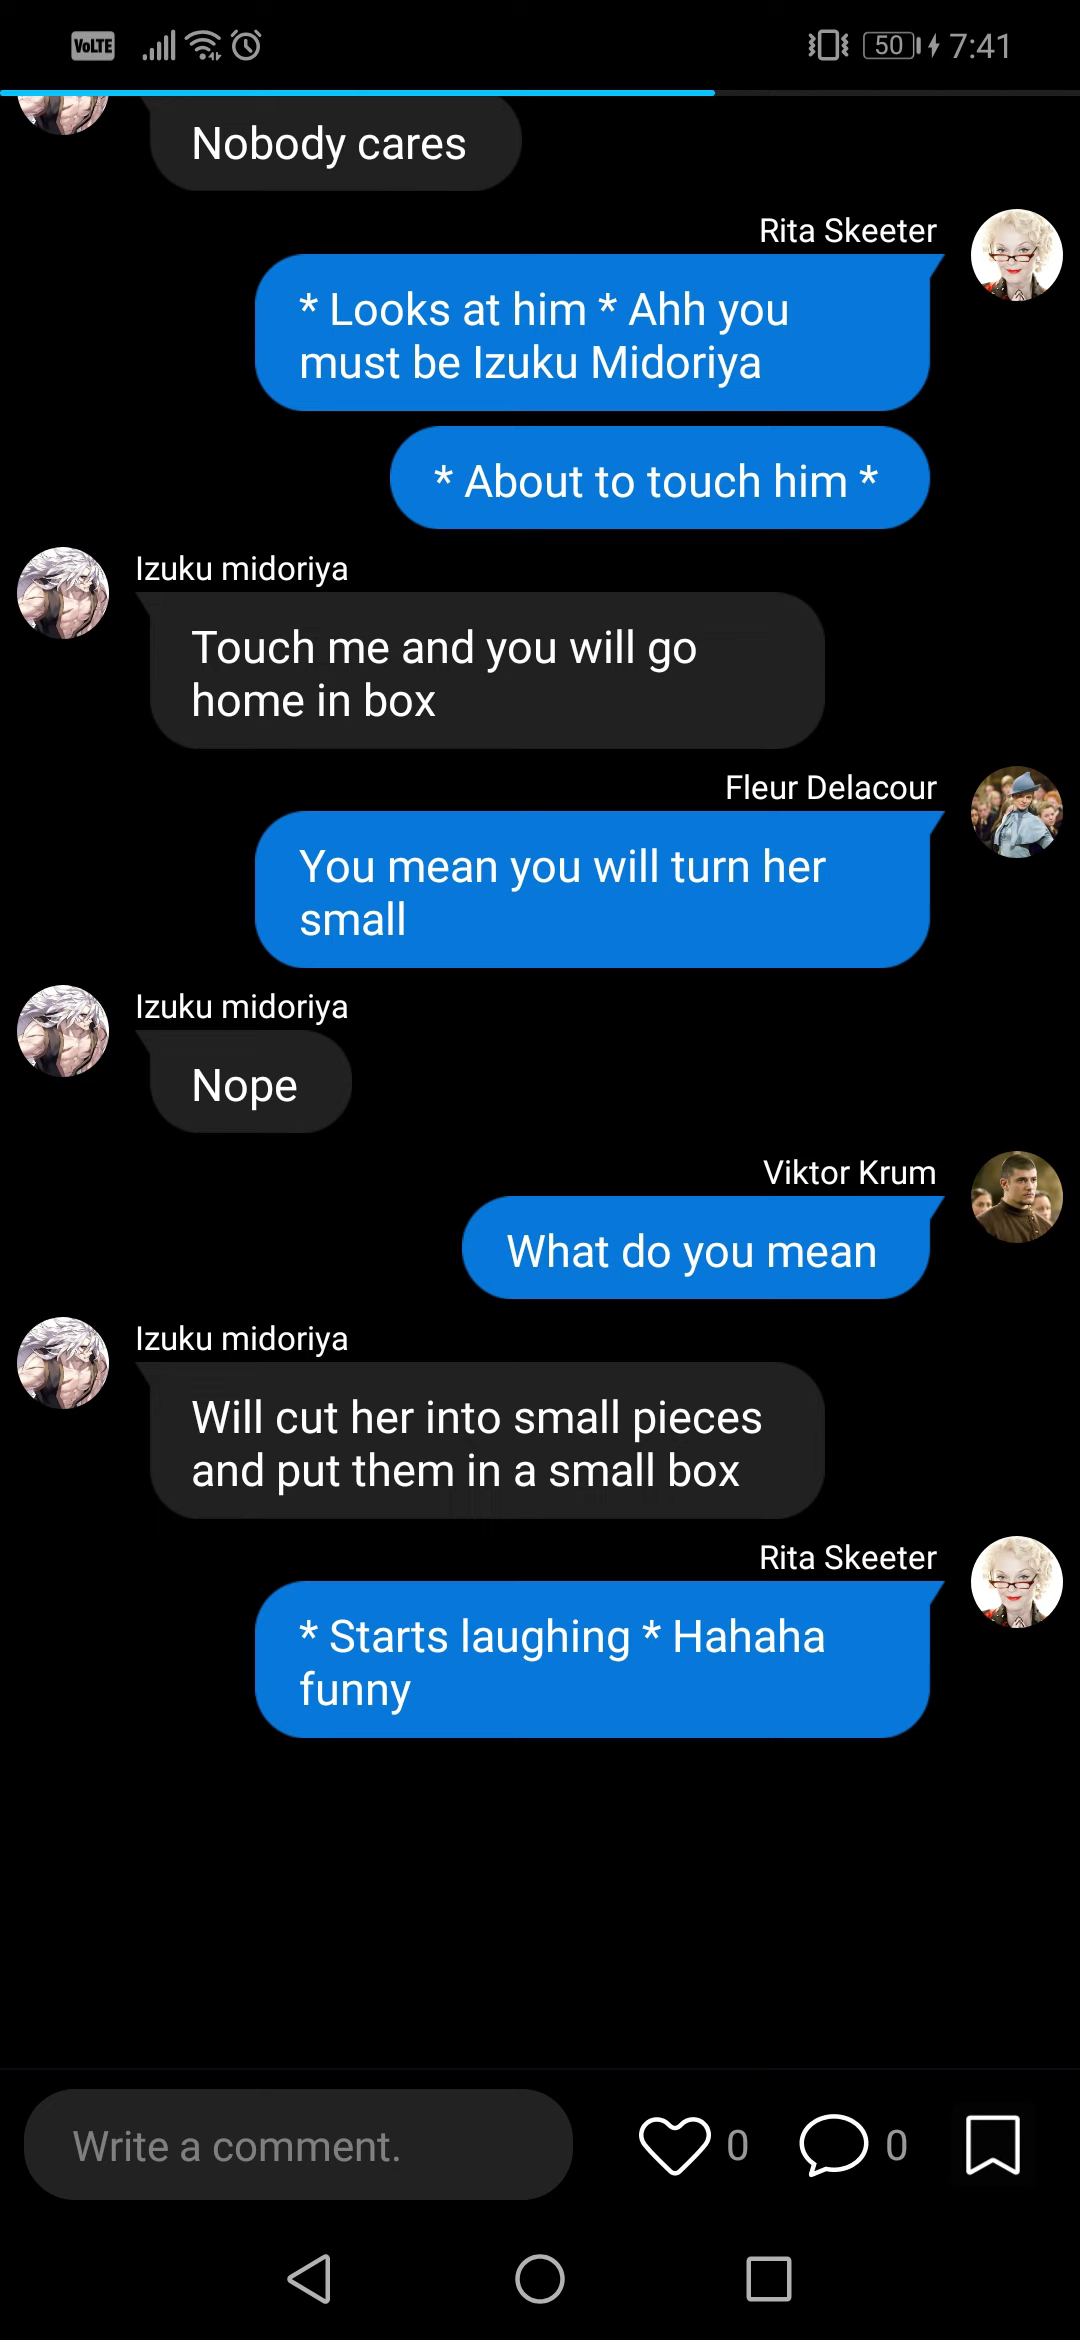 VoLTE 50 7:41
Nobody cares
Rita Skeeter
* Looks at him * Ahh you
must be Izuku Midoriya
* About to touch him *
Izuku midoriya
Touch me and you will go
home in box
Fleur Delacour
You mean you will turn her
small
Izuku midoriya
Nope
Viktor Krum
What do you mean
Izuku midoriya
Will cut her into small pieces
and put them in a small box
Rita Skeeter
* Starts laughing * Hahaha
funny
Write a comment. 0 0